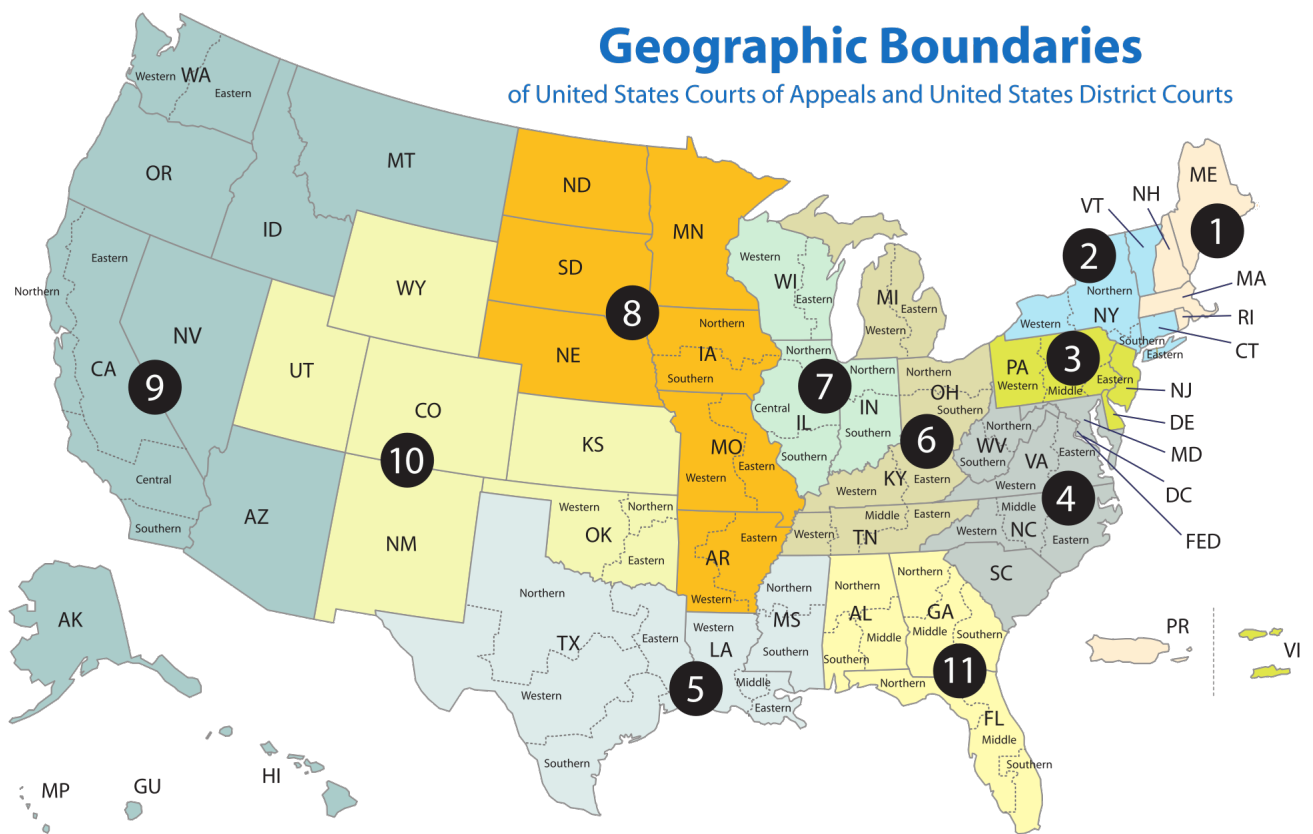 Geographic Boundaries
of United States Courts of Appeals and United States District Courts
WA
Western
Eastern
OR
ID
MT
ND
MN
SD
8
NE
Northern
IA
Southern
MO
Western
Eastern
AR
Eastern
Western
WY
UT
CO
10
KS
NM
Western
Northern
OK
Eastern
Eastern
Northern
NV
CA
9
Central
Southern
AZ
AK
HI
GU
MP
Western
WI
Eastern
Northern
7
Central
IL
Southern
Northern
IN
Southern
MI
Eastern
Western
Northern
OH
Southern
6
KY
Western
Eastern
Western
Middle
TN
Eastern
ME
1
NH
VT
2
MA
RI
CT
Northern
NY
Western
Southern
Eastern
PA
3
Western
Middle
Eastern
NJ
DE
MD
DC
FED
Northern
WV
Southern
VA
Eastern
Western
4
Middle
Western
NC
Eastern
SC
Northern
TX
Eastern
Western
Southern
5
Western
LA
Middle
Eastern
Northern
MS
Southern
Northern
AL
Middle
Southern
Northern
GA
Middle
Southern
11
Northern
FL
Middle
Southern
PR
VI